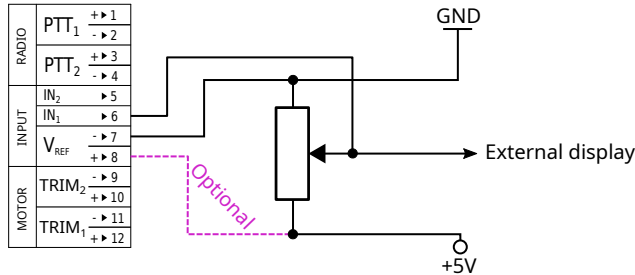 RADIO
PTT1
+ 1
- 2
PTT2
+ 3
- 4
INPUT
IN2
5
IN1
6
VREF
- 7
+ 8
MOTOR
TRIM2
- 9
+ 10
TRIM1
- 11
+ 12
GND
External display
Optional
+5V